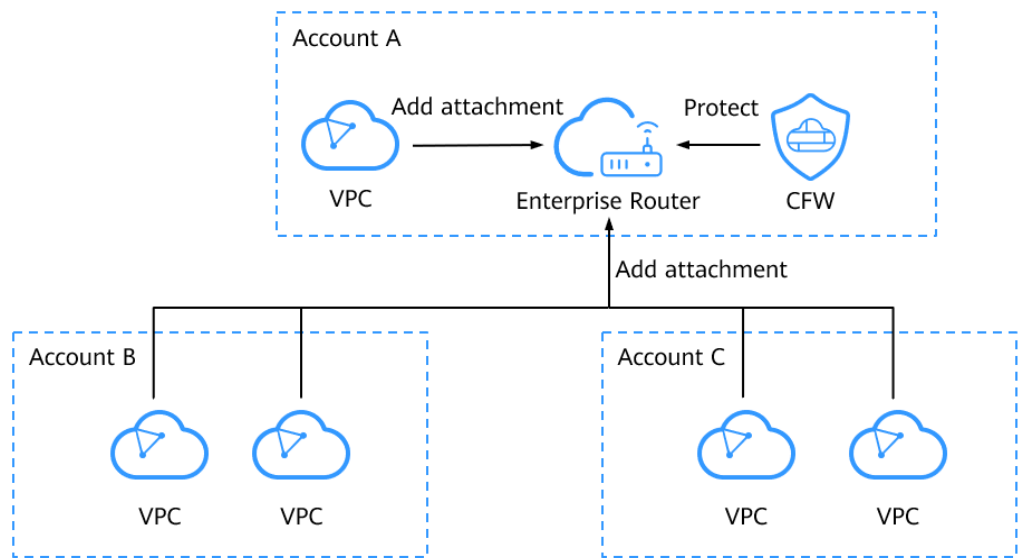 Account A
Add attachment
Protect
VPC
Enterprise Router
CFW
Add attachment
Account B
Account C
VPC
VPC
VPC
VPC